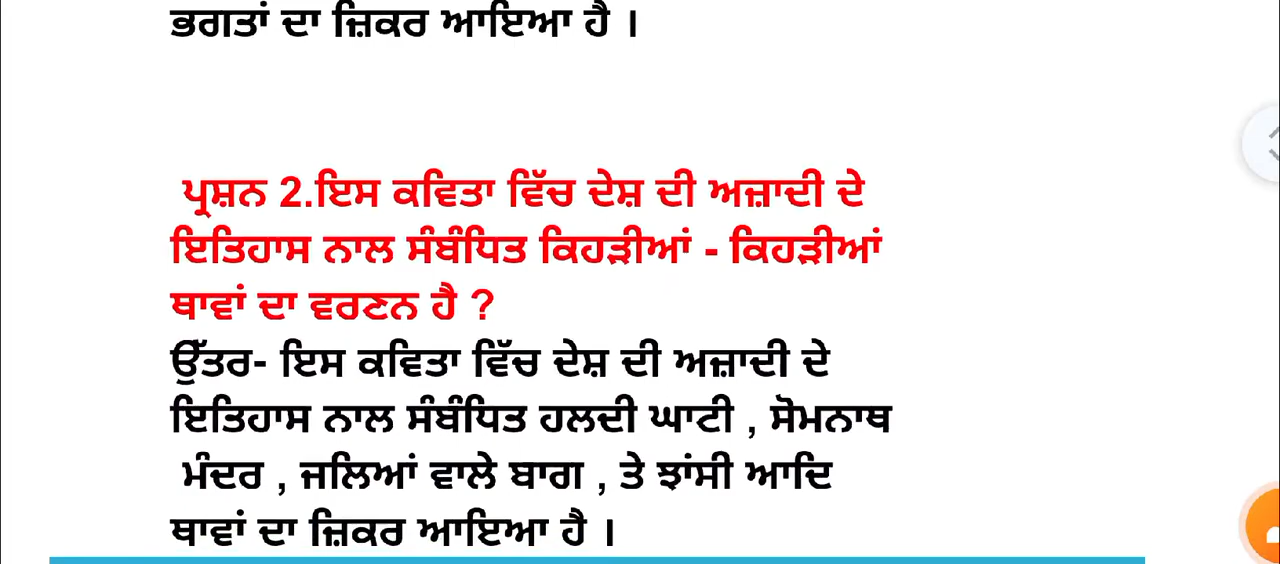 ਭਗਤਾਂ ਦਾ ਜ਼ਿਕਰ ਆਇਆ ਹੈ ।
ਪ੍ਰਸ਼ਨ 2.ਇਸ ਕਵਿਤਾ ਵਿੱਚ ਦੇਸ਼ ਦੀ ਅਜ਼ਾਦੀ ਦੇ
ਇਤਿਹਾਸ ਨਾਲ ਸੰਬੰਧਿਤ ਕਿਹੜੀਆਂ - ਕਿਹੜੀਆਂ
ਥਾਵਾਂ ਦਾ ਵਰਣਨ ਹੈ ?
ਉੱਤਰ- ਇਸ ਕਵਿਤਾ ਵਿੱਚ ਦੇਸ਼ ਦੀ ਅਜ਼ਾਦੀ ਦੇ
ਇਤਿਹਾਸ ਨਾਲ ਸੰਬੰਧਿਤ ਹਲਦੀ ਘਾਟੀ , ਸੋਮਨਾਥ
ਮੰਦਰ , ਜਲਿਆਂ ਵਾਲੇ ਬਾਗ , ਤੇ ਝਾਂਸੀ ਆਦਿ
ਥਾਵਾਂ ਦਾ ਜ਼ਿਕਰ ਆਇਆ ਹੈ ।